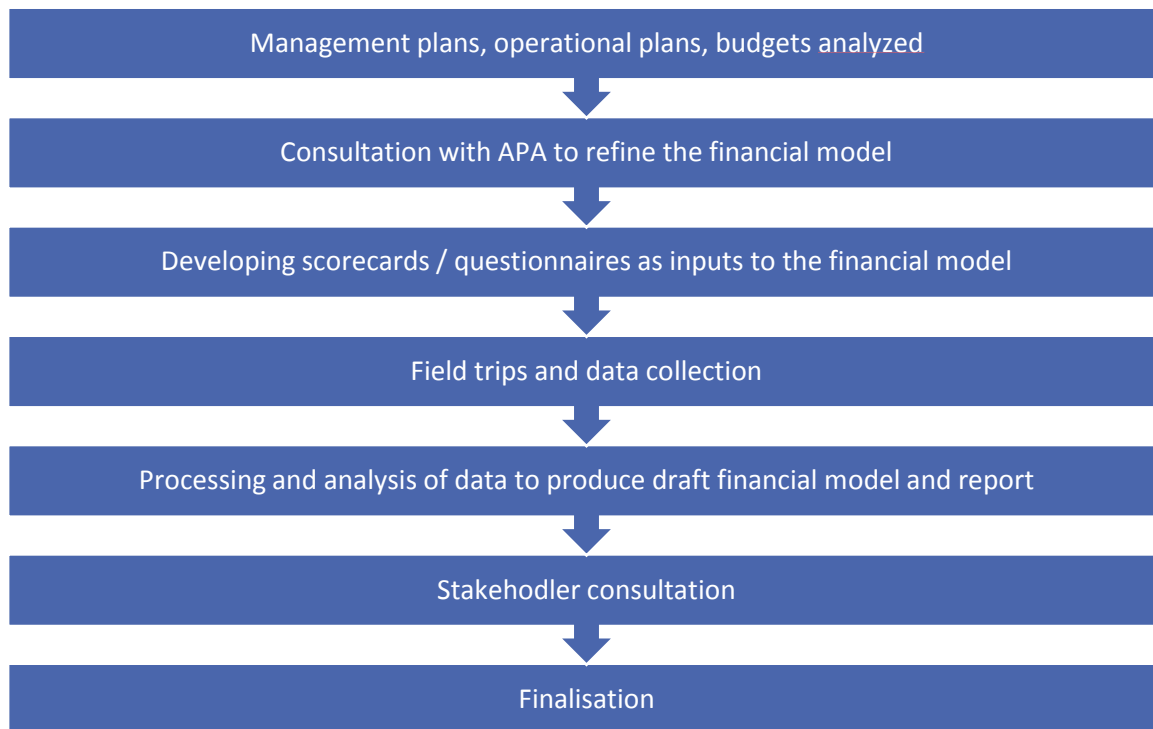 Management plans, operational plans, budgets analyzed
Consultation with APA to refine the financial model
Developing scorecards / questionnaires as inputs to the financial model
Field trips and data collection
Processing and analysis of data to produce draft financial model and report
Stakehodler consultation
Finalisation